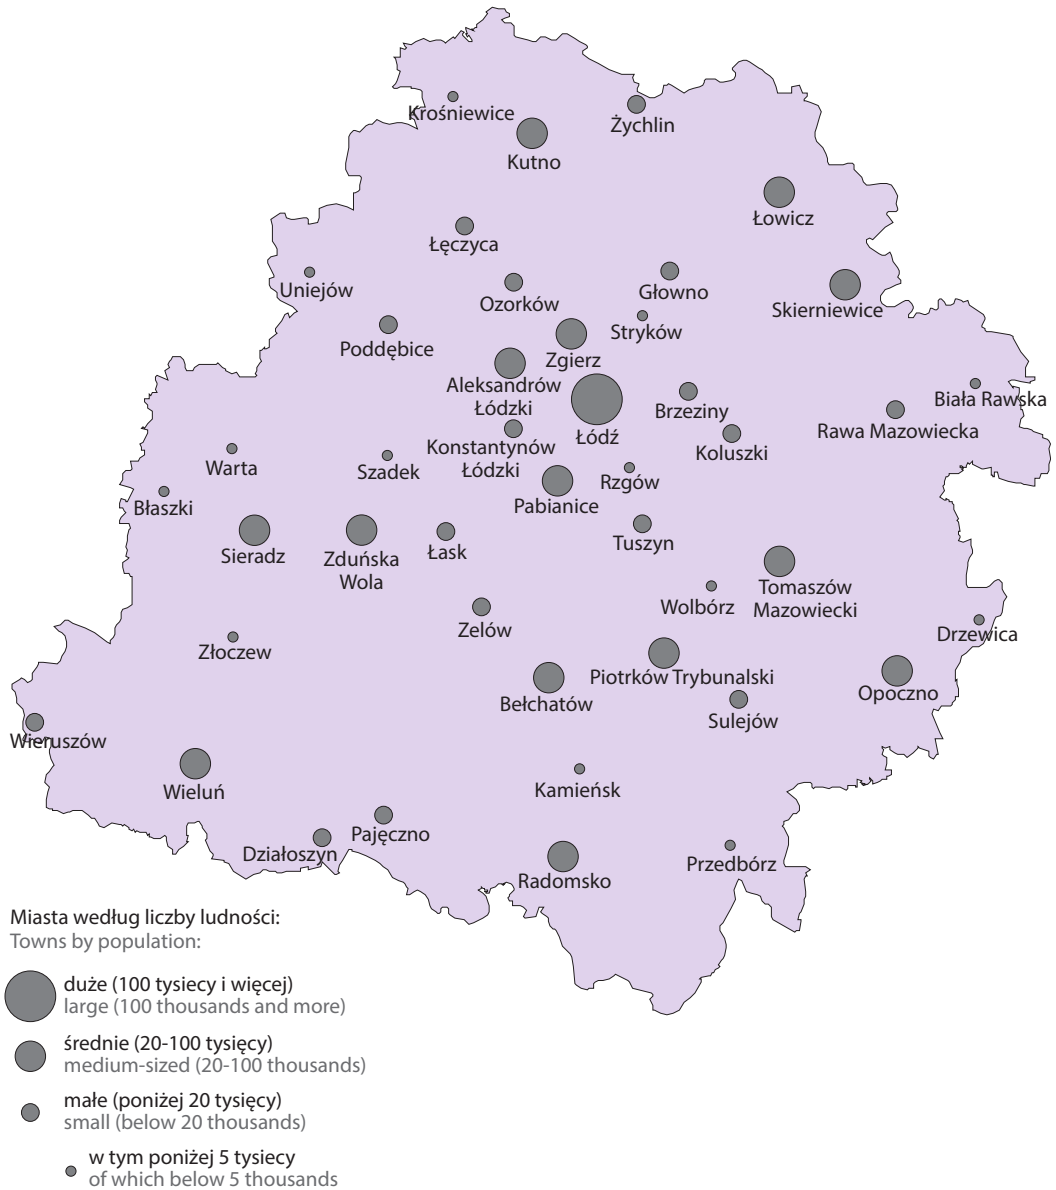 Krośniewice
Żychlin
Kutno
Łowicz
Łęczyca
Uniejów
Ozorków
Głowno
Skierniewice
Stryków
Poddębice
Zgierz
Aleksandrów
Łódzki
Biała Rawska
Brzeziny
Łódź
Rawa Mazowiecka
Konstantynów
Łódzki
Koluszki
Warta
Szadek
Rzgów
Błaszki
Pabianice
Sieradz
Zduńska
Wola
Łask
Tuszyn
Tomaszów
Mazowiecki
Wolbórz
Zelów
Drzewica
Złoczew
Piotrków Trybunalski
Opoczno
Bełchatów
Sulejów
Wieruszów
Wieluń
Kamieńsk
Pajęczno
Działoszyn
Przedbórz
Radomsko
Miasta według liczby ludności:
Towns by population:
duże (100 tysiecy i więcej)
large (100 thousands and more)
średnie (20-100 tysięcy)
medium-sized (20-100 thousands)
małe (poniżej 20 tysięcy)
small (below 20 thousands)
w tym poniżej 5 tysiecy
of which below 5 thousands